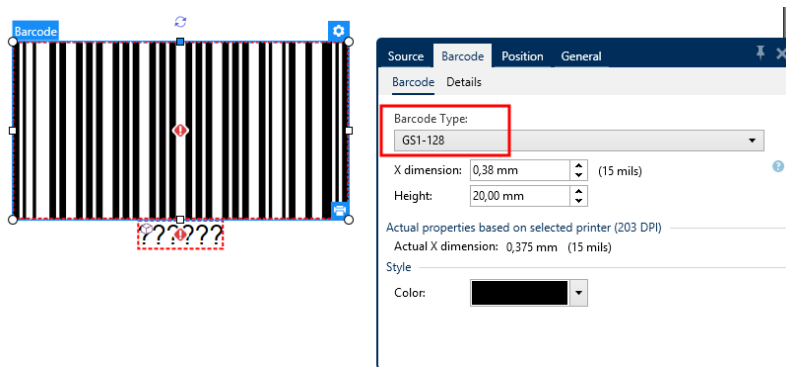 Barcode
??????
Source Barcode Position General
Barcode Details
Barcode Type:
GS1-128
X dimension: 0,38 mm (15 mils)
Height: 20,00 mm
Actual properties based on selected printer (203 DPI)
Actual X dimension: 0,375 mm (15 mils)
Style
Color: